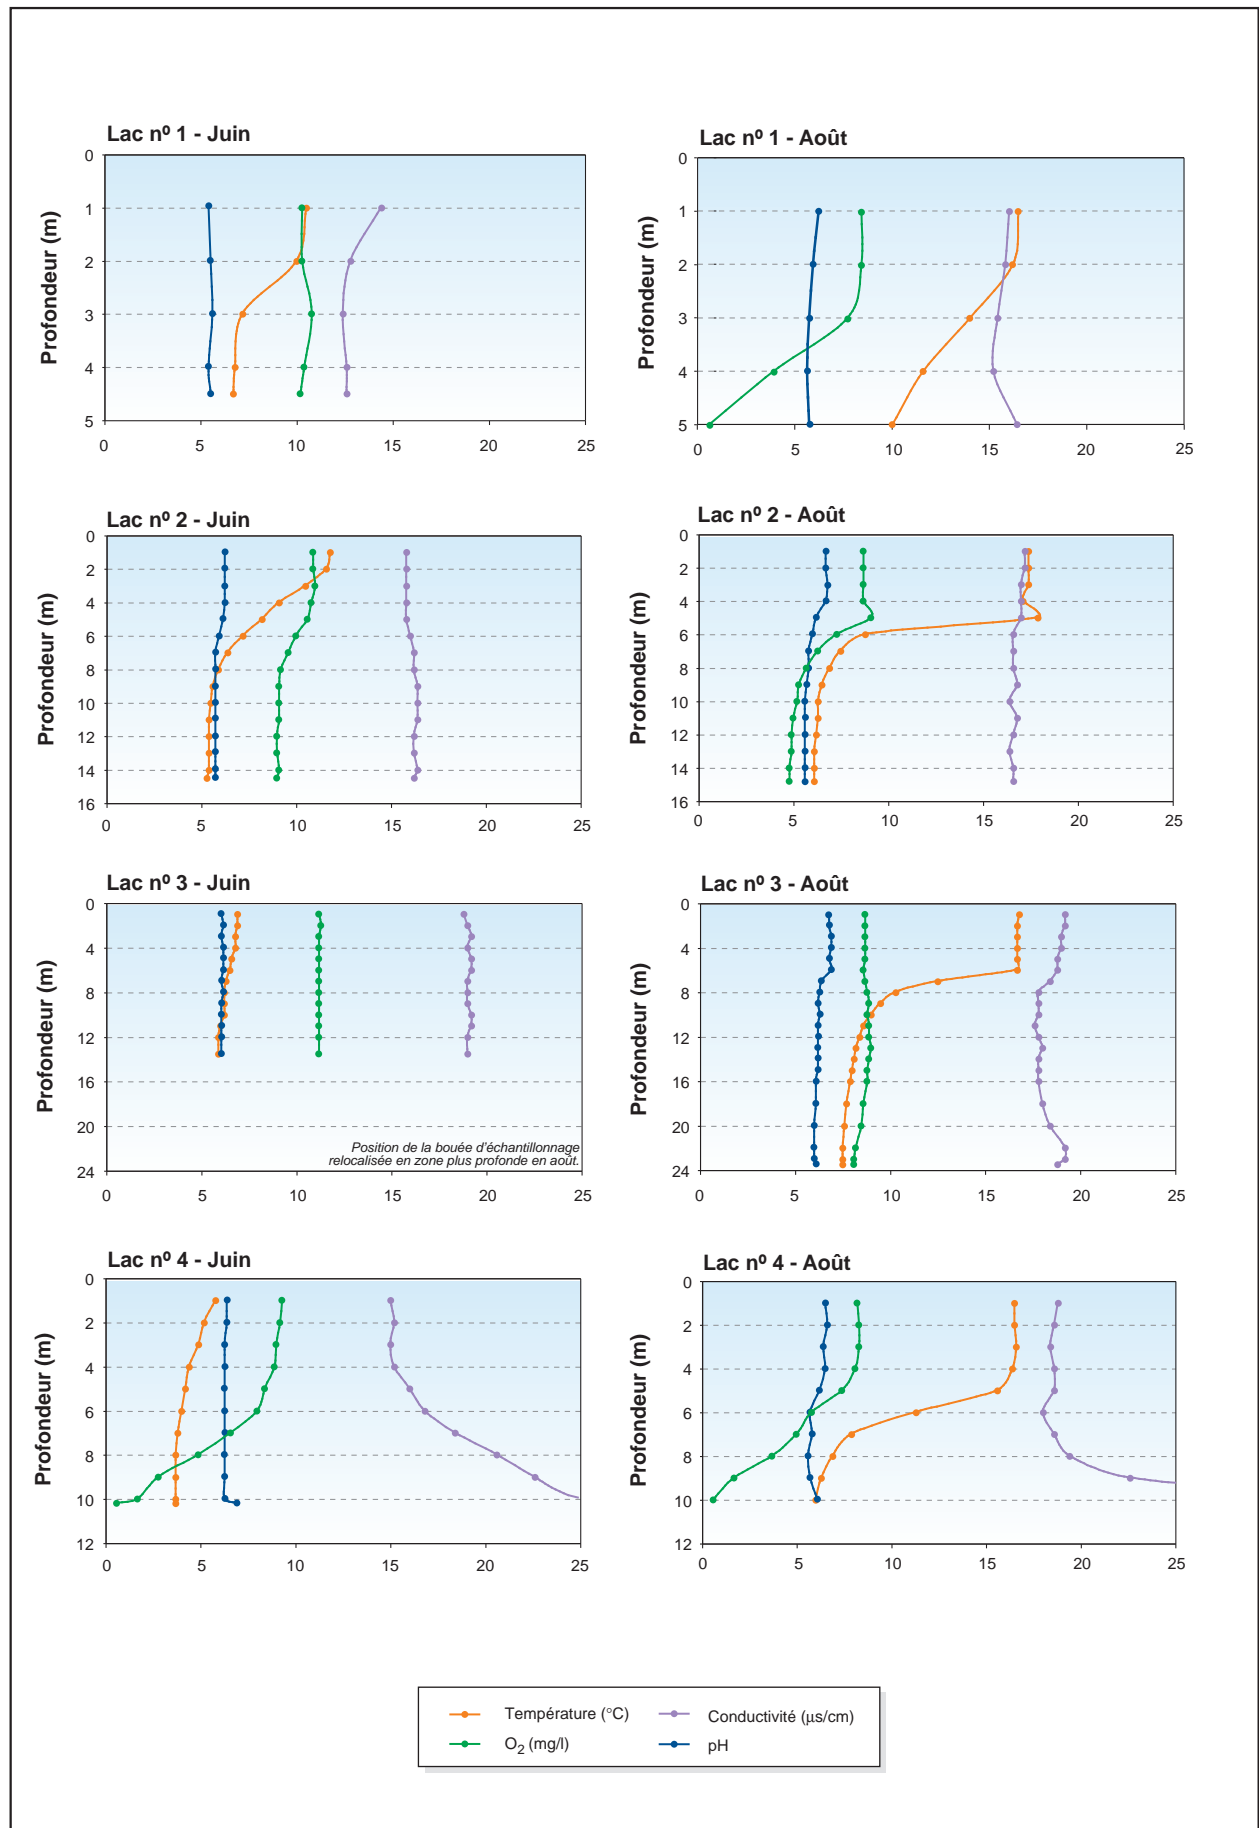 Lac nº 1 - Juin
Profondeur (m)
0
1
2
3
4
5
0 5 10 15 20 25
Lac nº 1 - Août
Profondeur (m)
0
1
2
3
4
5
0 5 10 15 20 25
Lac nº 2 - Juin
Profondeur (m)
0
2
4
6
8
10
12
14
16
0 5 10 15 20 25
Lac nº 2 - Août
Profondeur (m)
0
2
4
6
8
10
12
14
16
0 5 10 15 20 25
Lac nº 3 - Juin
Profondeur (m)
0
4
8
12
16
20
24
Position de la bouée d'échantillonnage
relocalisée en zone plus profonde en août.
0 5 10 15 20 25
Lac nº 3 - Août
Profondeur (m)
0
4
8
12
16
20
24
0 5 10 15 20 25
Lac nº 4 - Juin
Profondeur (m)
0
2
4
6
8
10
12
0 5 10 15 20 25
Lac nº 4 - Août
Profondeur (m)
0
2
4
6
8
10
12
0 5 10 15 20 25
Température (°C)
Conductivité (µs/cm)
O2 (mg/l)
pH